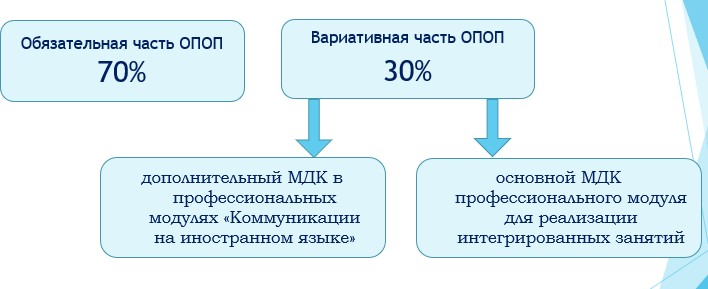 Обязательная часть ОПОП
70%
Вариативная часть ОПОП
30%
дополнительный МДК в
профессиональных
модулях «Коммуникации
на иностранном языке»
основной МДК
профессионального модуля
для реализации
интегрированных занятий